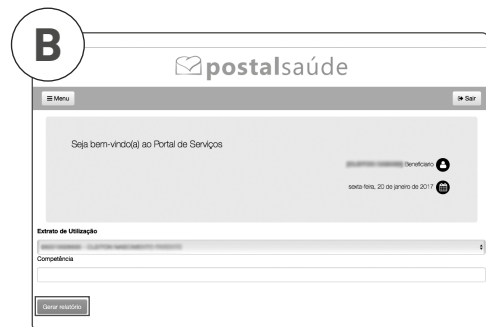 B
postalsaúde
Menu
Sair
Seja bem-vindo(a) ao Portal de Serviços
Beneficiario
sexta-feira, 20 de janeiro de 2017
Extrato de Utilização
Competência
Gerar relatório